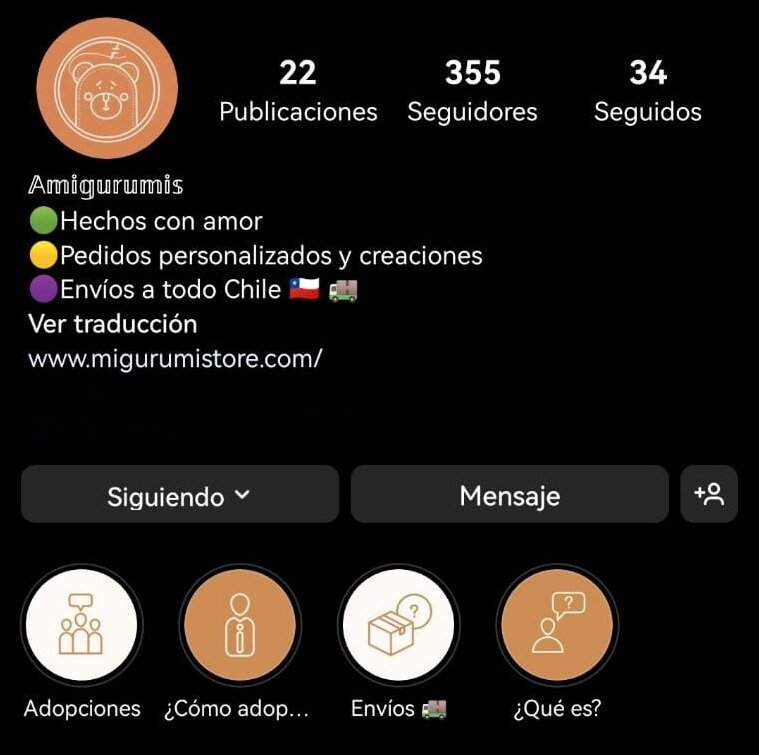 22 355 34
Publicaciones Seguidores Seguidos
Amigurumis
🟢Hechos con amor
🟡Pedidos personalizados y creaciones
🟣Envíos a todo Chile 🇨🇱 🚚
Ver traducción
www.migurumistore.com/
Siguiendo Mensaje
? ?
Adopciones ¿Cómo adop... Envíos 🚚 ¿Qué es?